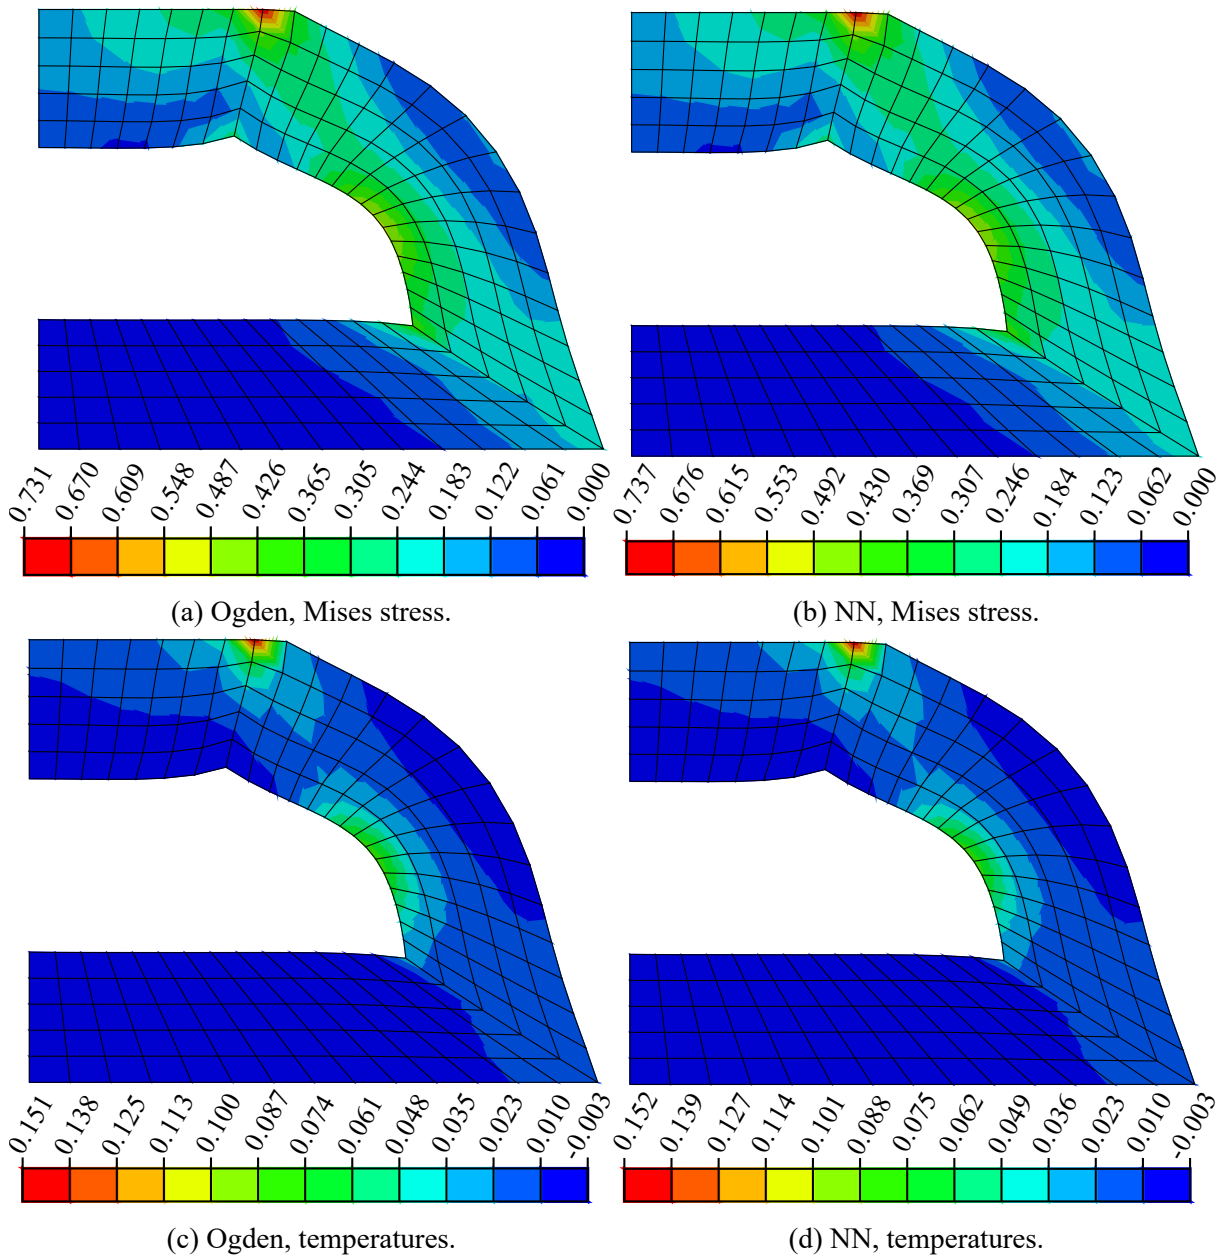 0.731 0.670 0.609 0.548 0.487 0.426 0.365 0.305 0.244 0.183 0.122 0.061 0.000
(a) Ogden, Mises stress.
0.737 0.676 0.615 0.553 0.492 0.430 0.369 0.307 0.246 0.184 0.123 0.062 0.000
(b) NN, Mises stress.
0.151 0.138 0.125 0.113 0.100 0.087 0.074 0.061 0.048 0.035 0.023 0.010 -0.003
(c) Ogden, temperatures.
0.152 0.139 0.127 0.114 0.101 0.088 0.075 0.062 0.049 0.036 0.023 0.010 -0.003
(d) NN, temperatures.